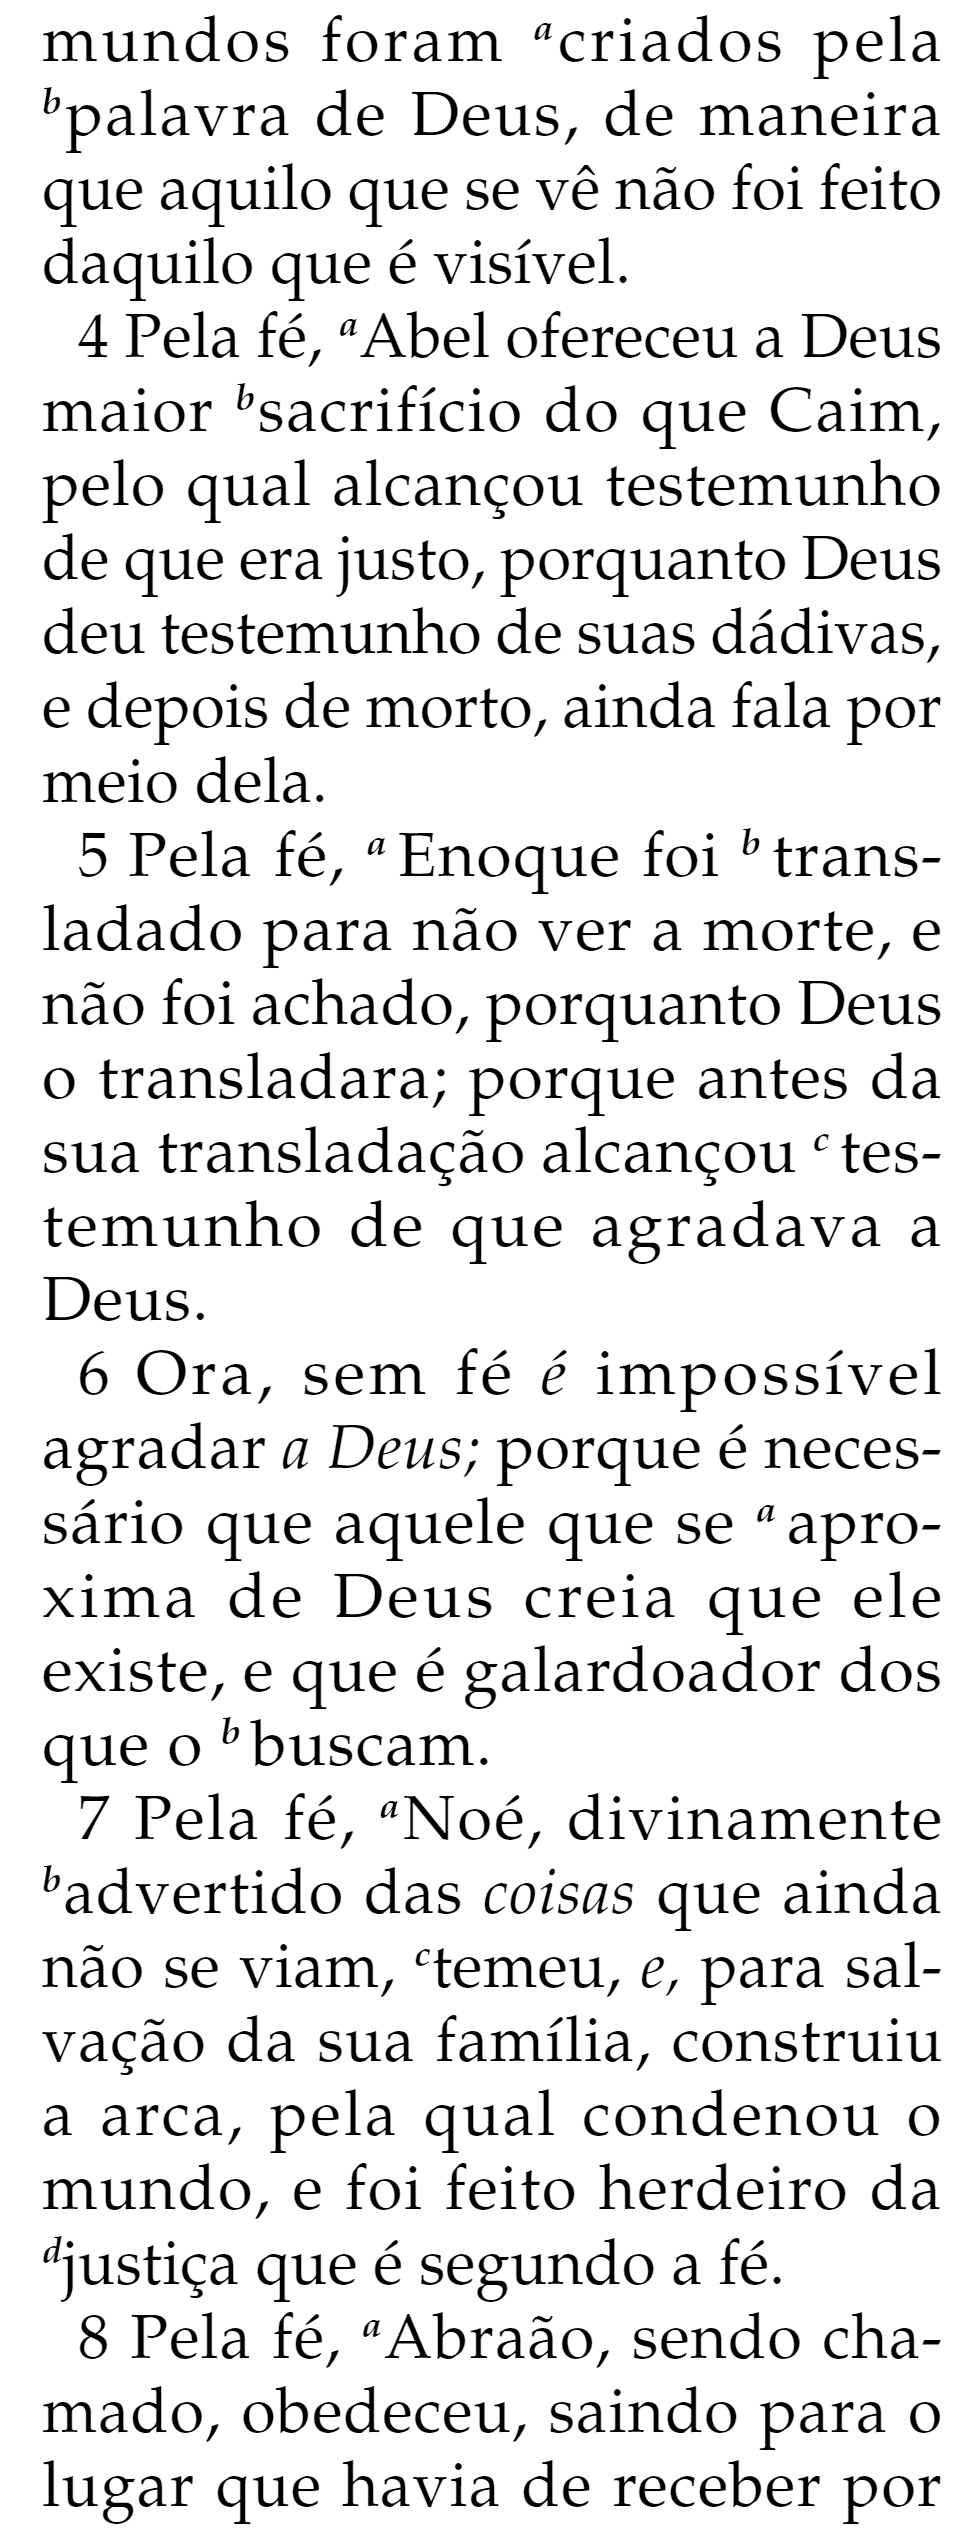 mundos foram ᵃcriados pela
ᵇpalavra de Deus, de maneira
que aquilo que se vê não foi feito
daquilo que é visível.
4 Pela fé, ᵃAbel ofereceu a Deus
maior ᵇsacrifício do que Caim,
pelo qual alcançou testemunho
de que era justo, porquanto Deus
deu testemunho de suas dádivas,
e depois de morto, ainda fala por
meio dela.
5 Pela fé, ᵃ Enoque foi ᵇ trans-
ladado para não ver a morte, e
não foi achado, porquanto Deus
o transladara; porque antes da
sua transladação alcançou ᶜ tes-
temunho de que agradava a
Deus.
6 Ora, sem fé é impossível
agradar a Deus; porque é neces-
sário que aquele que se ᵃ apro-
xima de Deus creia que ele
existe, e que é galardoador dos
que o ᵇ buscam.
7 Pela fé, ᵃNoé, divinamente
ᵇadvertido das coisas que ainda
não se viam, ᶜtemeu, e, para sal-
vação da sua família, construiu
a arca, pela qual condenou o
mundo, e foi feito herdeiro da
ᵈjustiça que é segundo a fé.
8 Pela fé, ᵃAbraão, sendo cha-
mado, obedeceu, saindo para o
lugar que havia de receber por